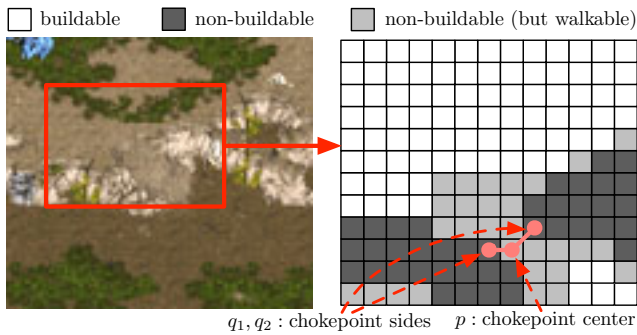 buildable non-buildable non-buildable (but walkable)
q₁, q₂ : chokepoint sides p : chokepoint center